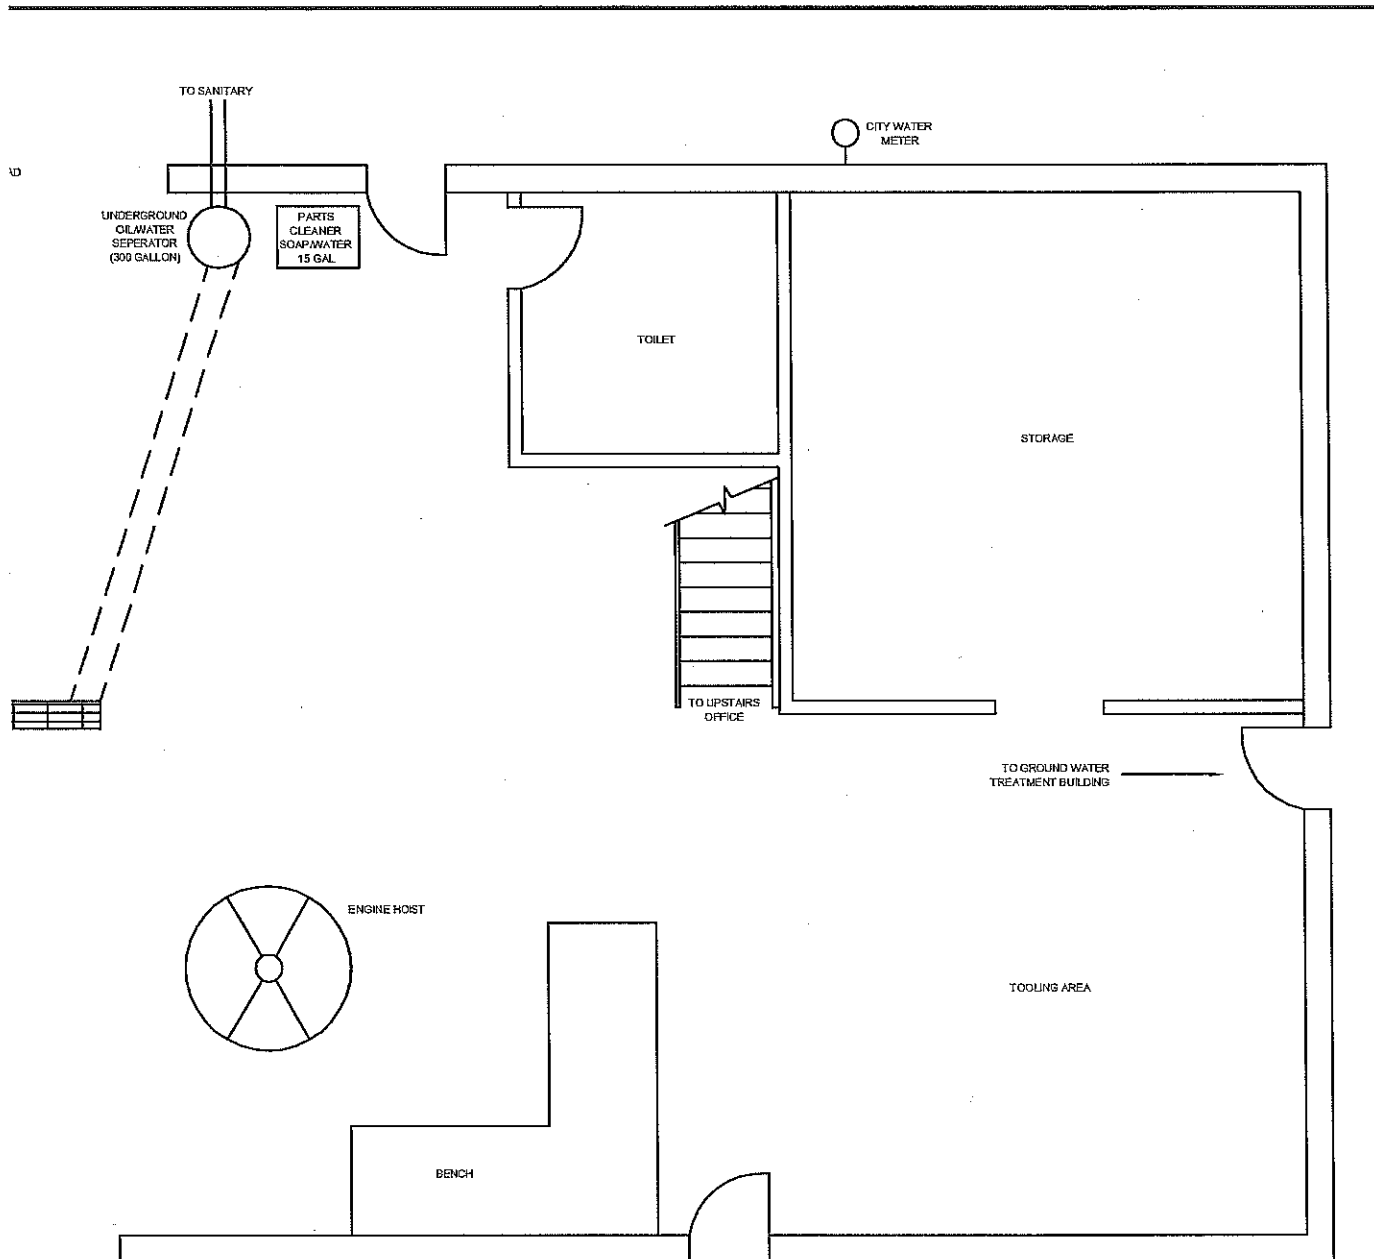 TO SANITARY
CITY WATER
METER
UNDERGROUND
OIL/WATER
SEPERATOR
(300 GALLON)
PARTS
CLEANER
SOAP/WATER
15 GAL
TOILET
STORAGE
TO UPSTAIRS
OFFICE
TO GROUND WATER
TREATMENT BUILDING
ENGINE HOIST
TOOLING AREA
BENCH